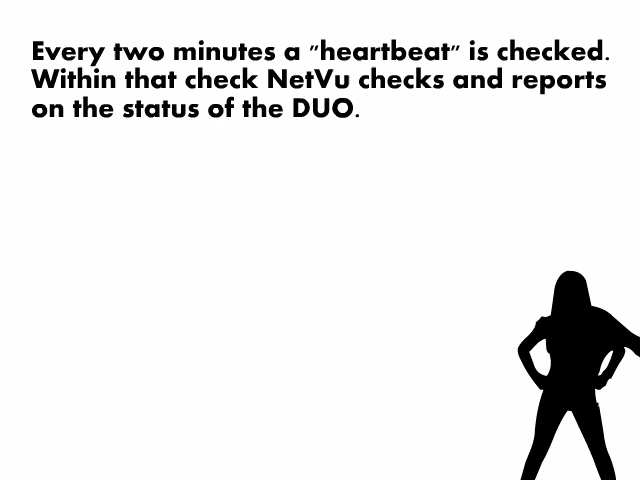 Every two minutes a "heartbeat" is checked.
Within that check NetVu checks and reports
on the status of the DUO.